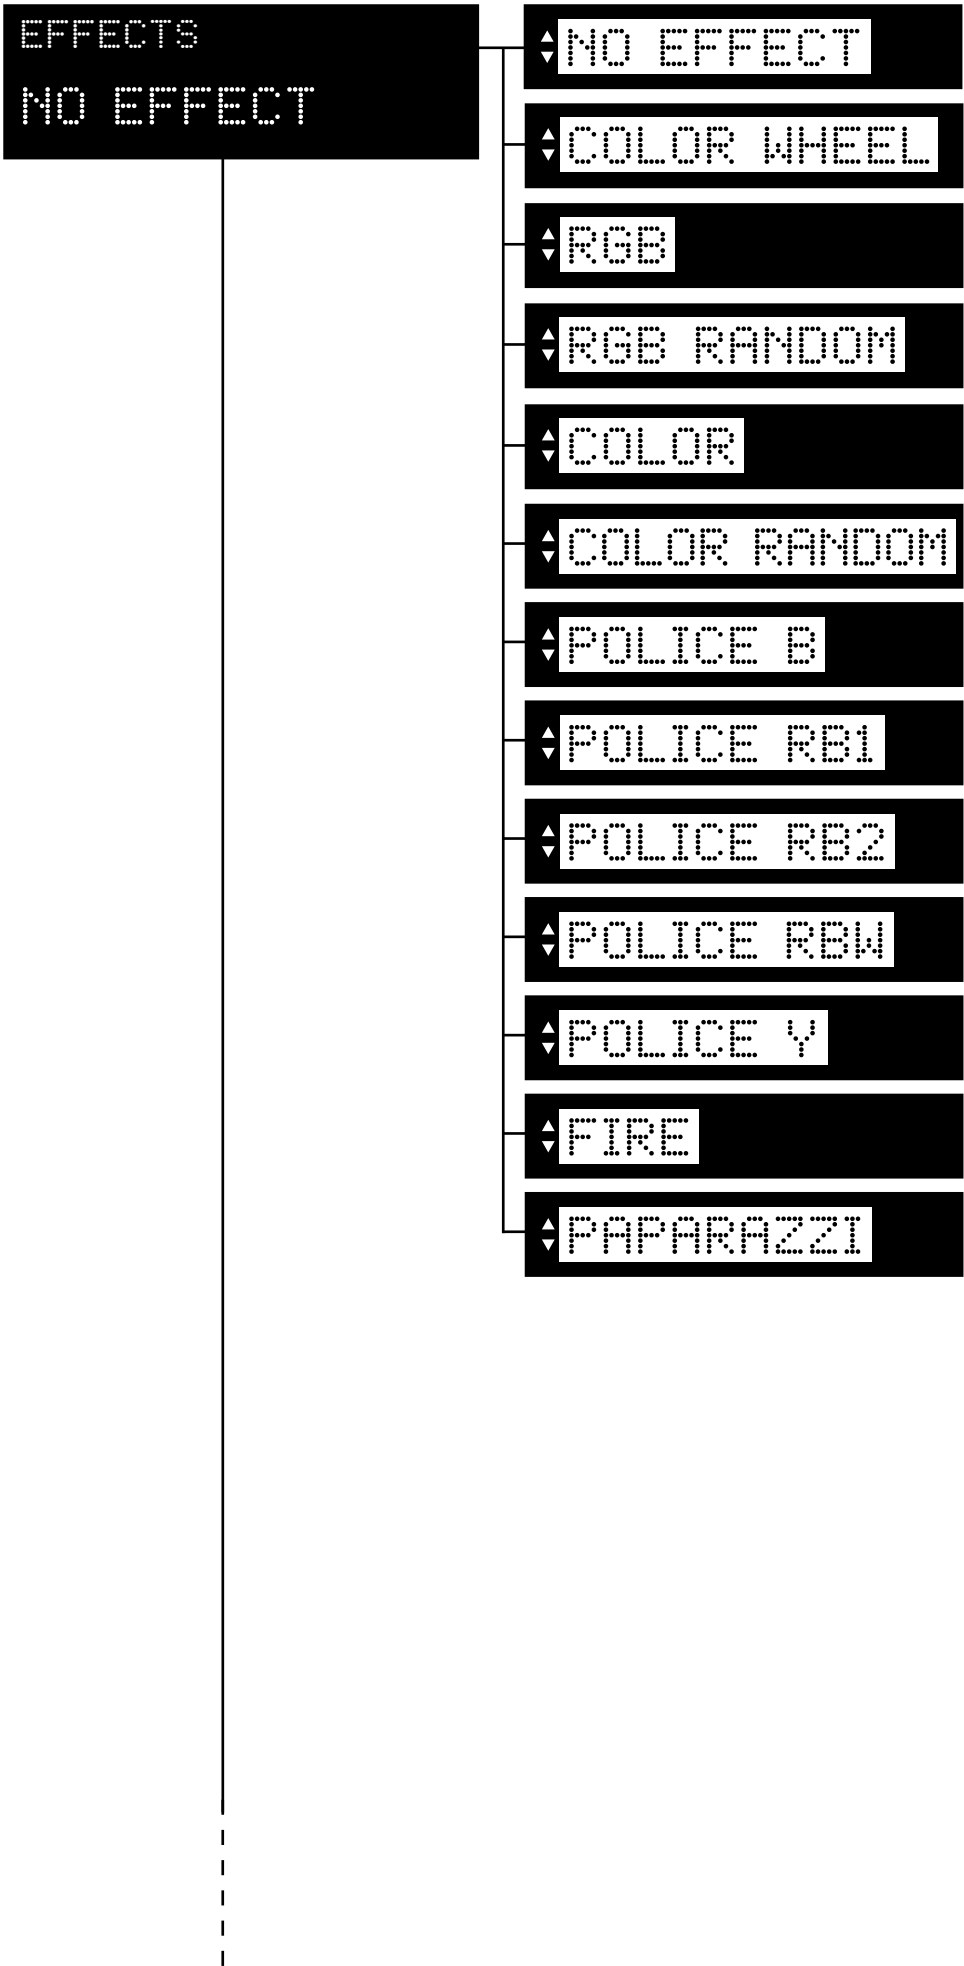 EFFECTS
NO EFFECT
NO EFFECT
COLOR WHEEL
RGB
RGB RANDOM
COLOR
COLOR RANDOM
POLICE B
POLICE RB1
POLICE RB2
POLICE RBW
POLICE Y
FIRE
PAPARAZZI